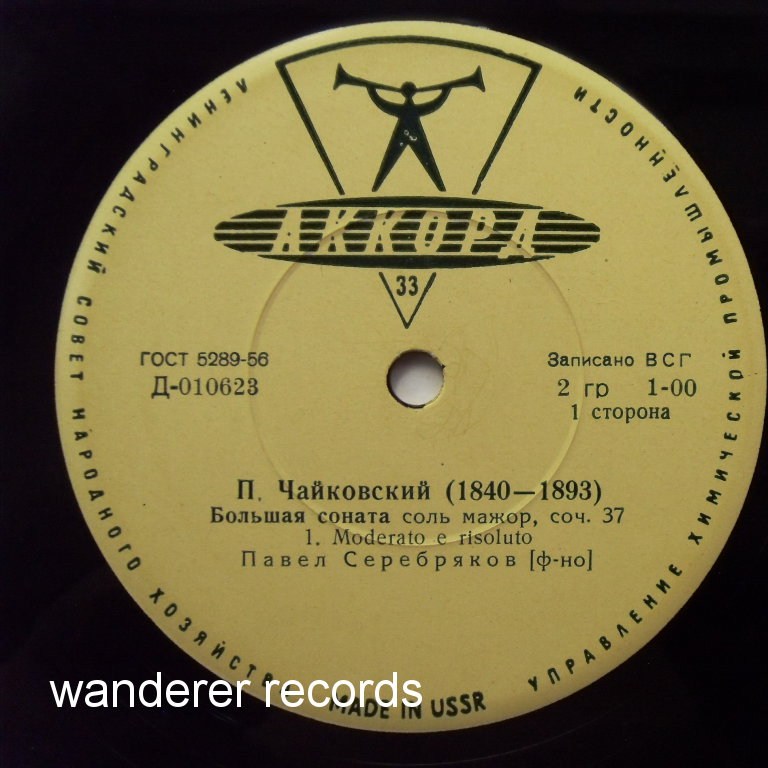 ЛЕНИНГРАДСКИЙ СОВЕТ НАРОДНОГО ХОЗЯЙСТВА
УПРАВЛЕНИЕ ХИМИЧЕСКОЙ ПРОМЫШЛЕННОСТИ
АККОРД
33
ГОСТ 5289-56
Д-010623
Записано ВСГ
2 гр 1-00
1 сторона
П. Чайковский (1840—1893)
Большая соната соль мажор, соч. 37
1. Moderato e risoluto
Павел Серебряков [ф-но]
MADE IN USSR
wanderer records